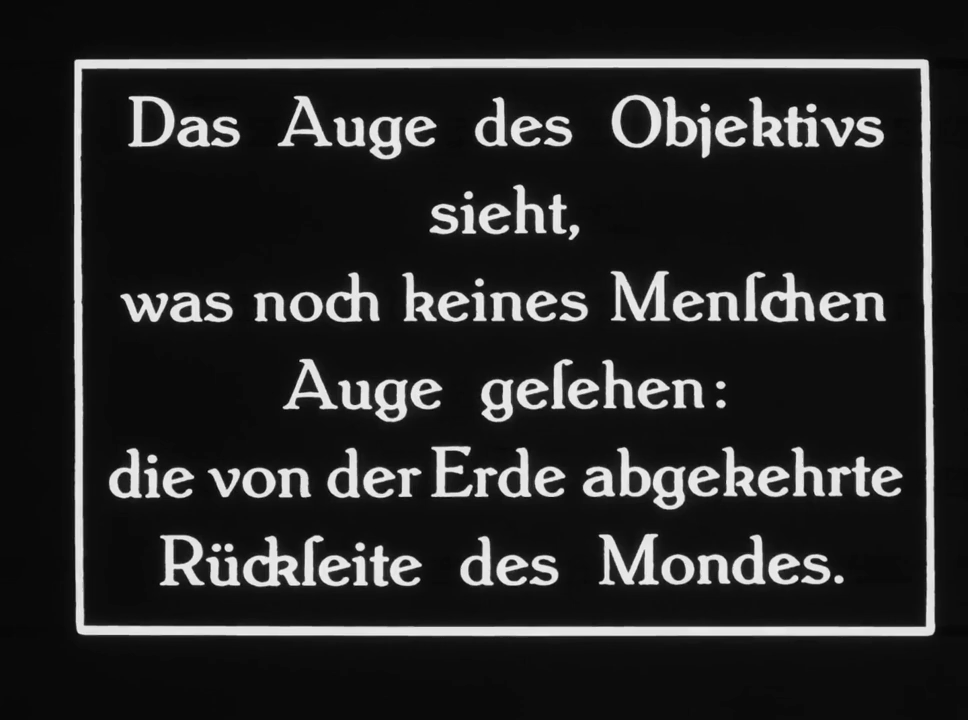 Das Auge des Objektivs
sieht,
was noch keines Menſchen
Auge geſehen:
die von der Erde abgekehrte
Rückſeite des Mondes.